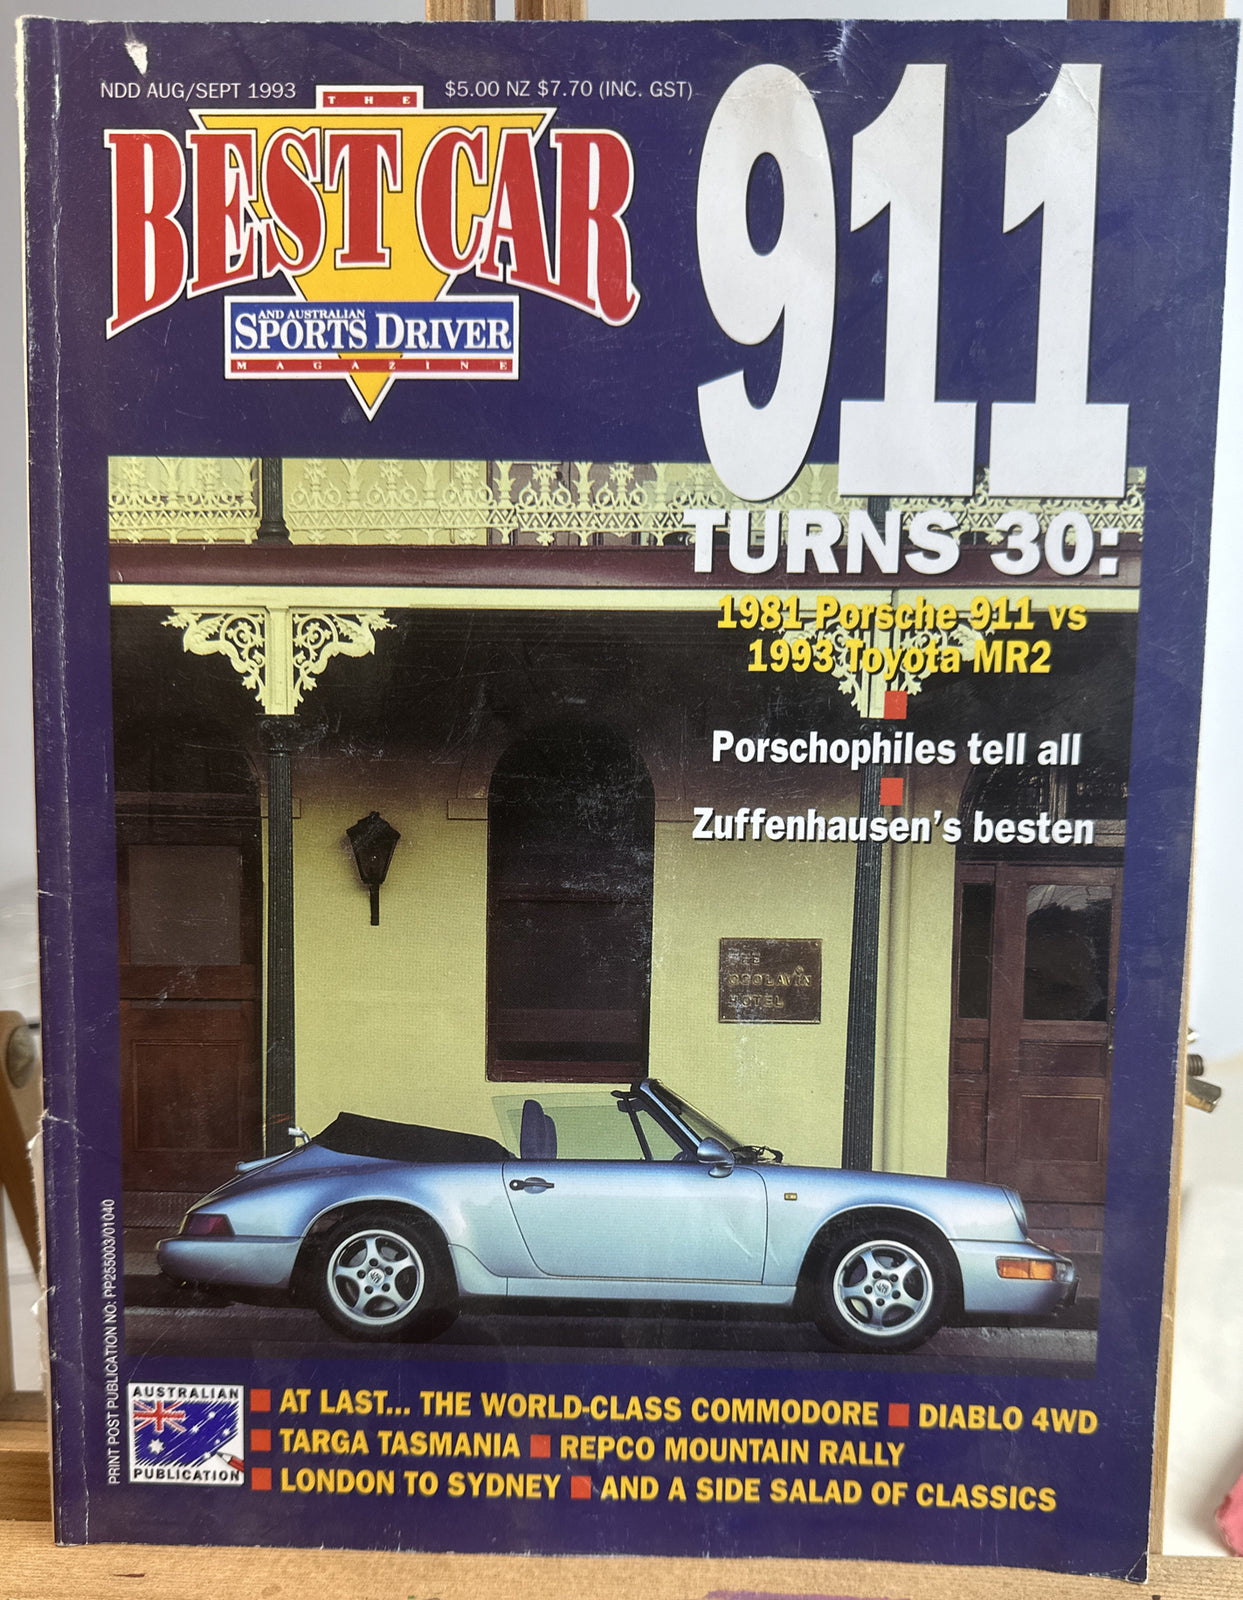 NDD AUG/SEPT 1993
$5.00 NZ $7.70 (INC. GST)
THE
BEST CAR
AND AUSTRALIAN
SPORTS DRIVER
MAGAZINE
911
TURNS 30:
1981 Porsche 911 vs
1993 Toyota MR2
Porschophiles tell all
Zuffenhausen's besten
HOTEL
PRINT POST PUBLICATION NO: PP255003/01040
AUSTRALIAN
PUBLICATION
AT LAST... THE WORLD-CLASS COMMODORE DIABLO 4WD
TARGA TASMANIA REPCO MOUNTAIN RALLY
LONDON TO SYDNEY AND A SIDE SALAD OF CLASSICS